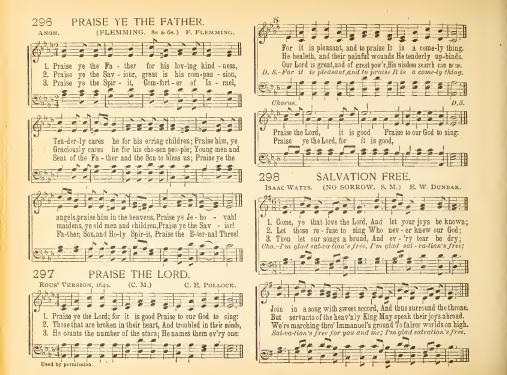 296 PRAISE YE THE FATHER.
ANON. (FLEMMING. 8s & 6s.) F. FLEMMING.
1. Praise ye the Fa - ther for his lov-ing kind - ness,
2. Praise ye the Sav - iour, great is his com-pas - sion,
3. Praise ye the Spir - it, Com-fort-er of Is - rael,
Ten-der-ly cares he for his erring children; Praise him, ye
Graciously cares he for his cho-sen peo-ple; Young men and
Sent of the Fa - ther and the Son to bless us; Praise ye the
angels, praise him in the heavens, Praise ye Je - ho - vah!
maidens, ye old men and children, Praise ye the Sav - ior!
Fa-ther, Son, and Ho-ly Spir-it, Praise the E-ter-nal Three!
297 PRAISE THE LORD.
ROUS' VERSION, 1649. (C. M.) C. E. POLLOCK.
1. Praise ye the Lord; for it is good Praise to our God to sing:
2. Those that are broken in their heart, And troubled in their minds,
3. He counts the number of the stars; He names them ev'ry one:
Used by permission.
S
For it is pleasant, and to praise It is a come-ly thing.
He healeth, and their painful wounds He tenderly up-binds.
Our Lord is great, and of great pow'r, His wisdom search can
D. S.-For it is pleasant, and to praise It is a come-ly thing.
Chorus. D.S.
Praise the Lord, it is good Praise to our God to sing:
Praise ye the Lord, for it is good,
298 SALVATION FREE.
ISAAC WATTS. (NO SORROW. S. M.) E. W. DUNBAR.
1. Come, ye that love the Lord, And let your joys be known;
2. Let those re - fuse to sing Who nev - er knew our God;
3. Then let our songs a-bound, And ev - 'ry tear be dry;
Cho.-I'm glad sal-va-tion's free, I'm glad sal-va-tion's free;
Join in a song with sweet accord, And thus surround the throne.
But servants of the heav'nly King May speak their joys abroad.
We're marching thro' Immanuel's ground To fairer worlds on high.
Sal-va-tion's free for you and me; I'm glad salvation's free.